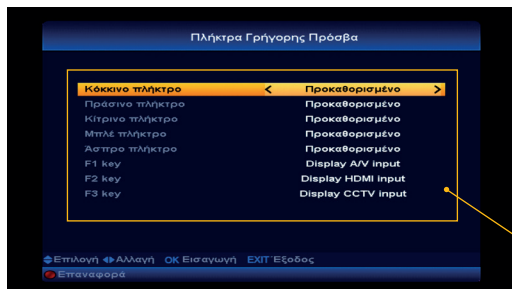 Πλήκτρα Γρήγορης Πρόσβα
Κόκκινο πλήκτρο < Προκαθορισμένο >
Πράσινο πλήκτρο Προκαθορισμένο
Κίτρινο πλήκτρο Προκαθορισμένο
Μπλέ πλήκτρο Προκαθορισμένο
Άσπρο πλήκτρο Προκαθορισμένο
F1 key Display A/V input
F2 key Display HDMI input
F3 key Display CCTV input
Επιλογή Αλλαγή OK Εισαγωγή EXIT Έξοδος
Επαναφορά